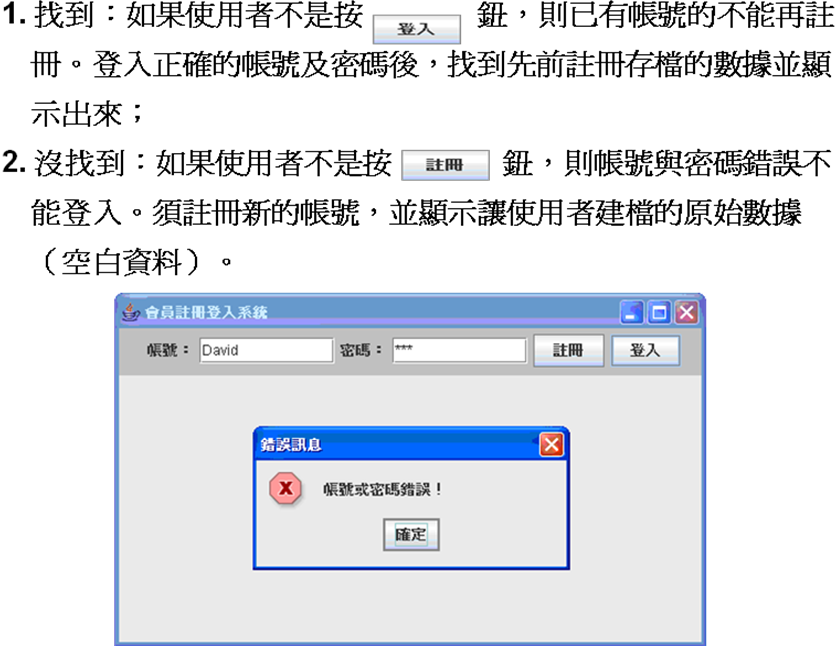 1. 找到：如果使用者不是按 登入 鈕，則已有帳號的不能再註
冊。登入正確的帳號及密碼後，找到先前註冊存檔的數據並顯
示出來；
2. 沒找到：如果使用者不是按 註冊 鈕，則帳號與密碼錯誤不
能登入。須註冊新的帳號，並顯示讓使用者建檔的原始數據
（空白資料）。
會員註冊登入系統
帳號： David 密碼： *** 註冊 登入
錯誤訊息
帳號或密碼錯誤！
確定